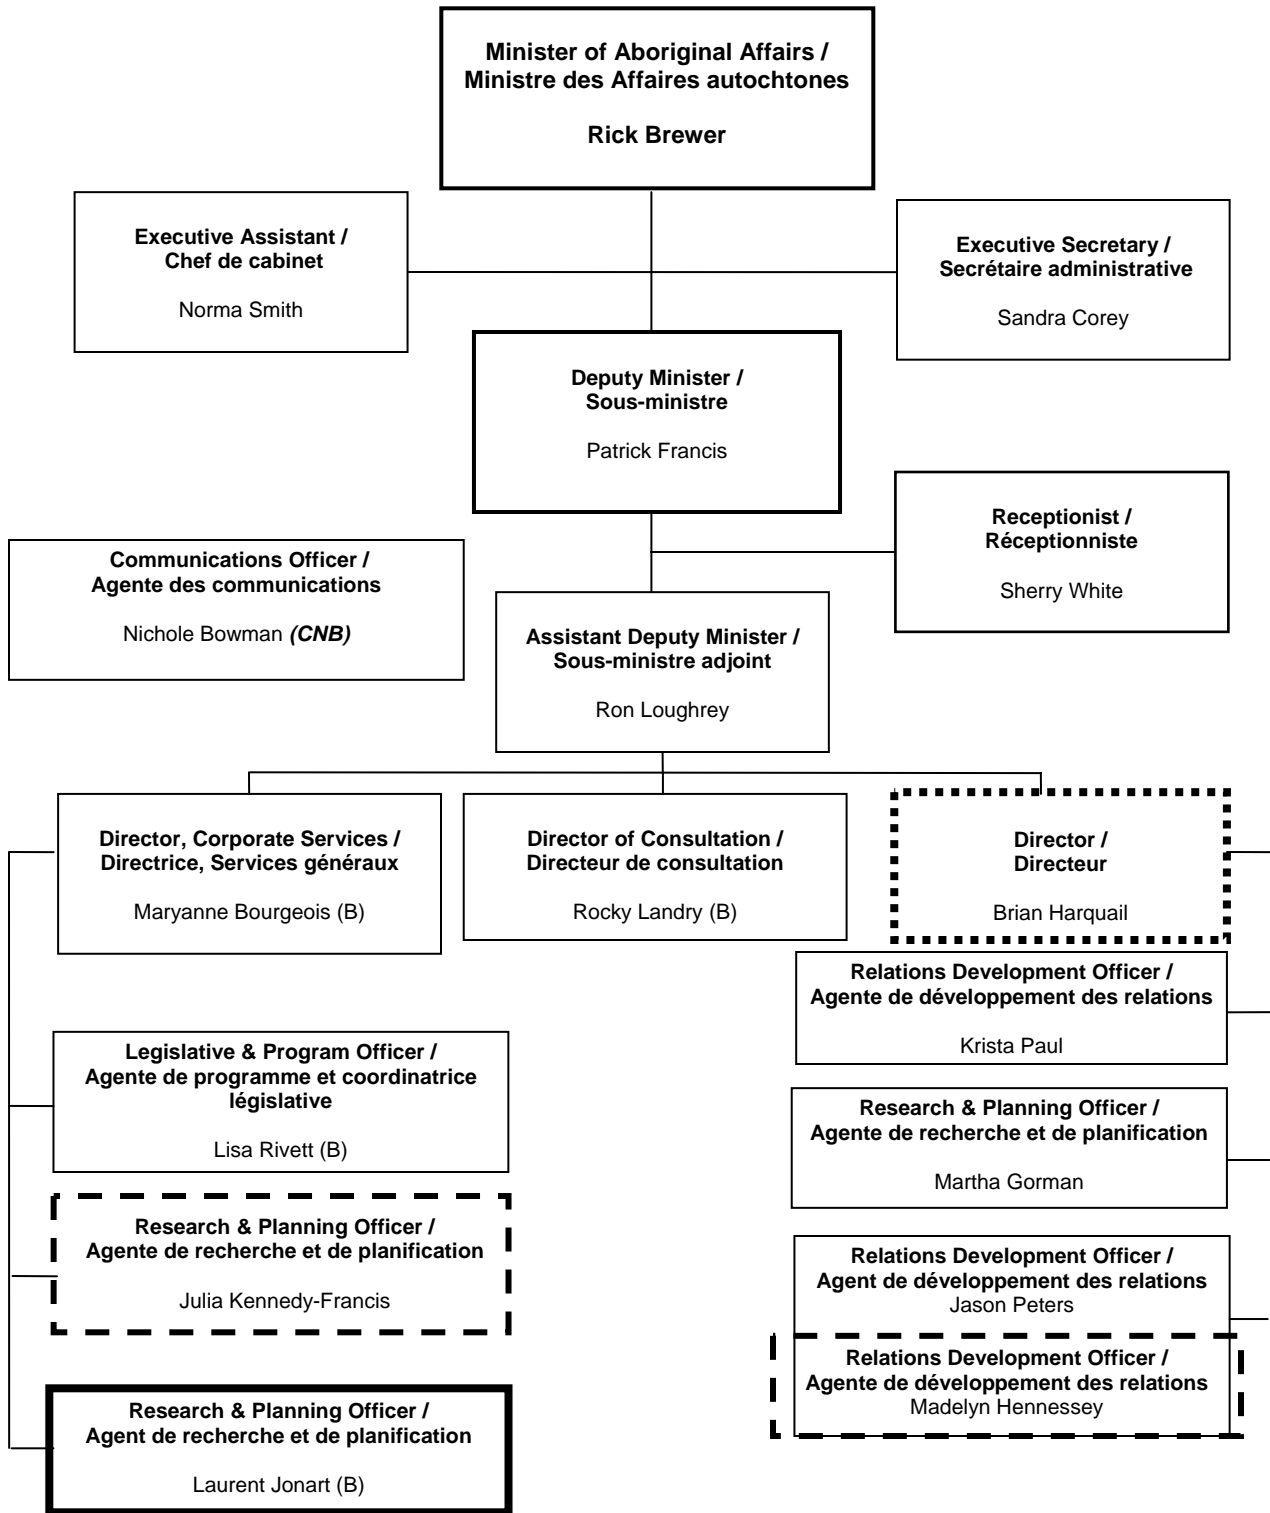 Minister of Aboriginal Affairs /
Ministre des Affaires autochtones
Rick Brewer
Executive Assistant /
Chef de cabinet
Norma Smith
Executive Secretary /
Secrétaire administrative
Sandra Corey
Deputy Minister /
Sous-ministre
Patrick Francis
Receptionist /
Réceptionniste
Sherry White
Communications Officer /
Agente des communications
Nichole Bowman (CNB)
Assistant Deputy Minister /
Sous-ministre adjoint
Ron Loughrey
Director, Corporate Services /
Directrice, Services généraux
Maryanne Bourgeois (B)
Director of Consultation /
Directeur de consultation
Rocky Landry (B)
Director /
Directeur
Brian Harquail
Relations Development Officer /
Agente de développement des relations
Krista Paul
Legislative & Program Officer /
Agente de programme et coordinatrice
législative
Lisa Rivett (B)
Research & Planning Officer /
Agente de recherche et de planification
Martha Gorman
Research & Planning Officer /
Agente de recherche et de planification
Julia Kennedy-Francis
Relations Development Officer /
Agent de développement des relations
Jason Peters
Relations Development Officer /
Agente de développement des relations
Madelyn Hennessey
Research & Planning Officer /
Agent de recherche et de planification
Laurent Jonart (B)